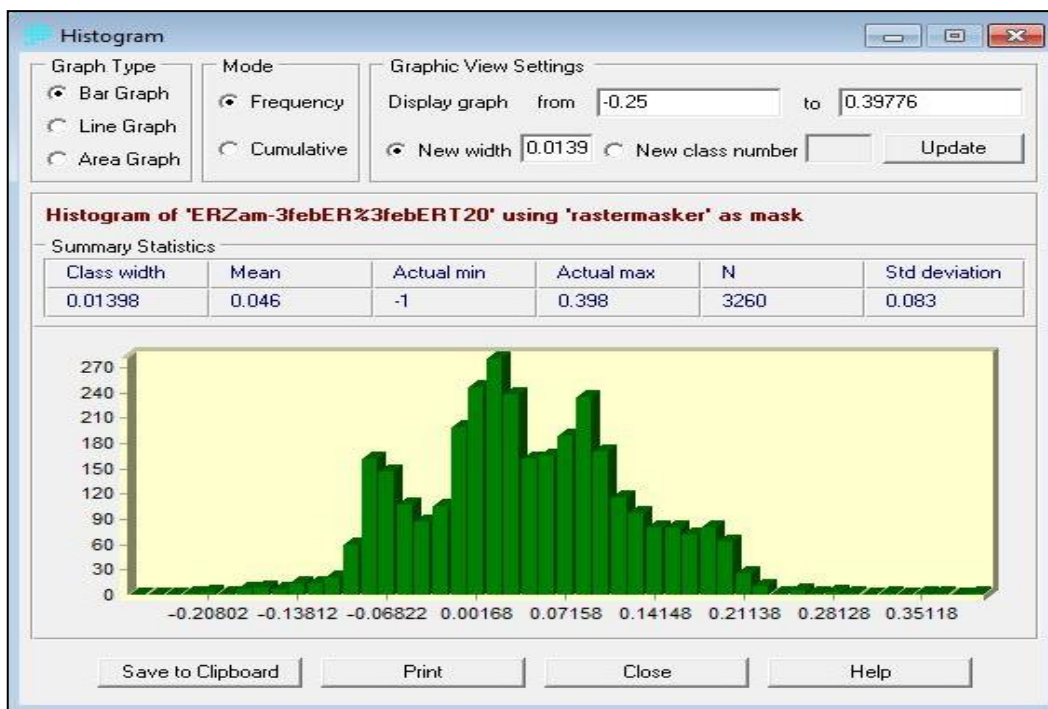 Histogram
Graph Type
Mode
Graphic View Settings
Bar Graph
Frequency
Display graph from -0.25 to 0.39776
Line Graph
Area Graph
Cumulative
New width 0.0139 New class number Update
Histogram of 'ERZam-3febER%3febERT20' using 'rastermasker' as mask
Summary Statistics
Class width Mean Actual min Actual max N Std deviation
0.01398 0.046 -1 0.398 3260 0.083
270
240
210
180
150
120
90
60
30
0
-0.20802 -0.13812 -0.06822 0.00168 0.07158 0.14148 0.21138 0.28128 0.35118
Save to Clipboard Print Close Help